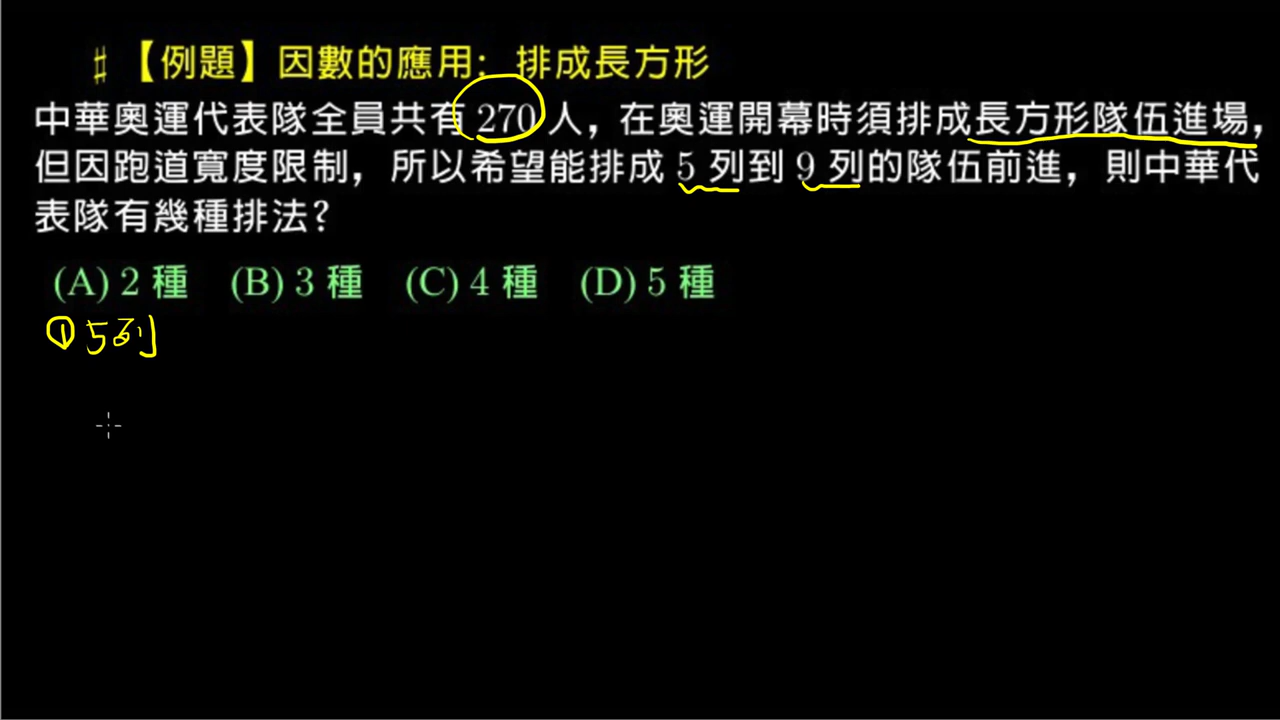 ♯【例題】因數的應用：排成長方形
中華奧運代表隊全員共有 270 人，在奧運開幕時須排成長方形隊伍進場，
但因跑道寬度限制，所以希望能排成 5 列到 9 列的隊伍前進，則中華代
表隊有幾種排法？
(A) 2 種 (B) 3 種 (C) 4 種 (D) 5 種
① 5列